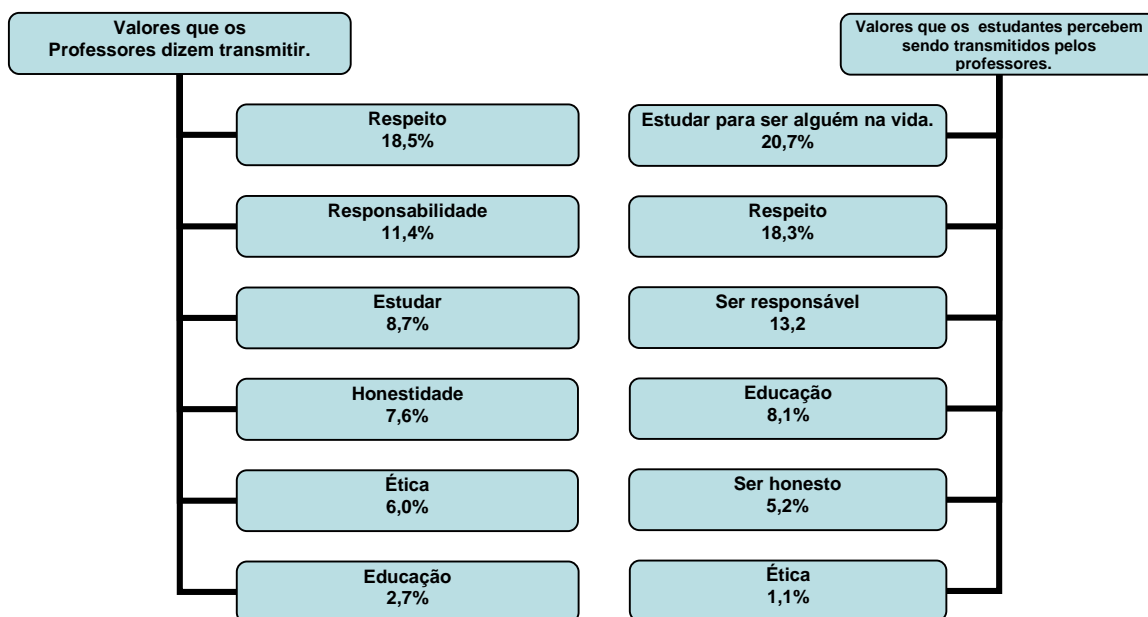 Valores que os
Professores dizem transmitir.
Respeito
18,5%
Responsabilidade
11,4%
Estudar
8,7%
Honestidade
7,6%
Ética
6,0%
Educação
2,7%
Valores que os estudantes percebem
sendo transmitidos pelos
professores.
Estudar para ser alguém na vida.
20,7%
Respeito
18,3%
Ser responsável
13,2
Educação
8,1%
Ser honesto
5,2%
Ética
1,1%